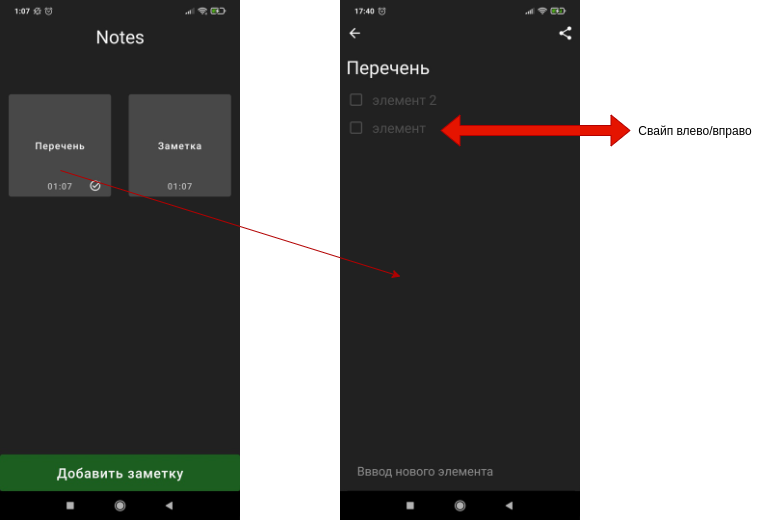 1:07
Notes
Перечень
01:07
Заметка
01:07
Добавить заметку
17:40
Перечень
элемент 2
элемент
Вввод нового элемента
Свайп влево/вправо